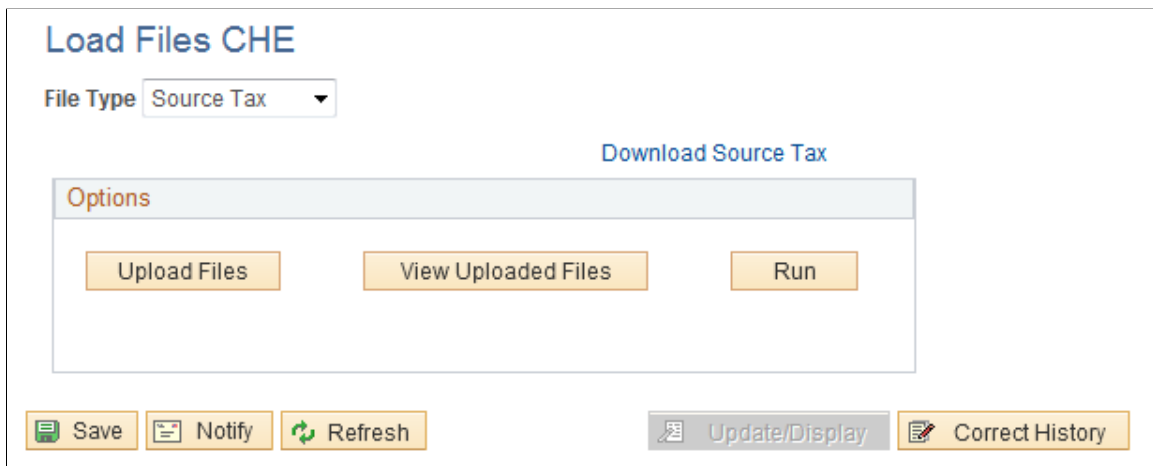 Load Files CHE
File Type Source Tax
Download Source Tax
Options
Upload Files View Uploaded Files Run
Save Notify Refresh Update/Display Correct History